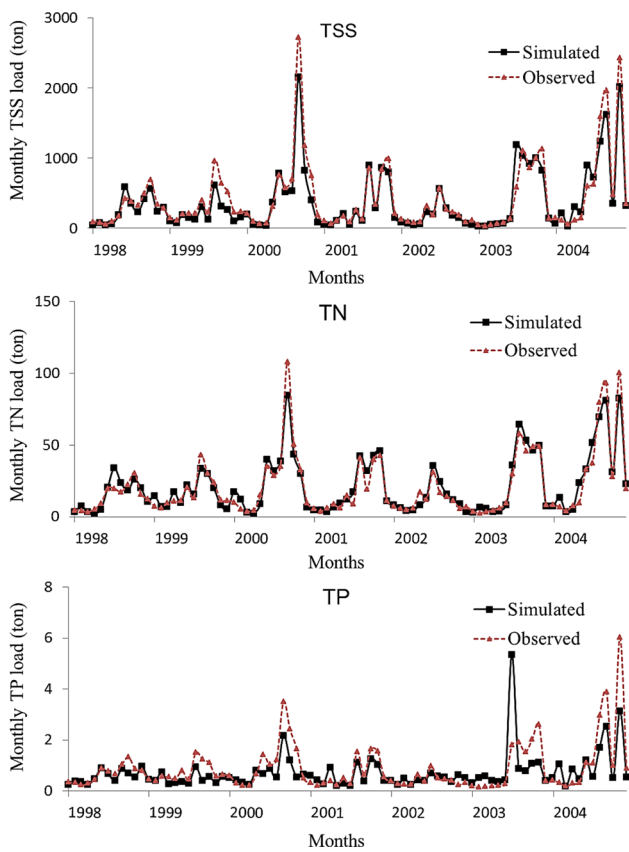 TSS
Monthly TSS load (ton)
3000
2000
1000
0
Simulated
Observed
1998 1999 2000 2001 2002 2003 2004
Months
TN
Monthly TN load (ton)
150
100
50
0
Simulated
Observed
1998 1999 2000 2001 2002 2003 2004
Months
TP
Monthly TP load (ton)
8
6
4
2
0
Simulated
Observed
1998 1999 2000 2001 2002 2003 2004
Months